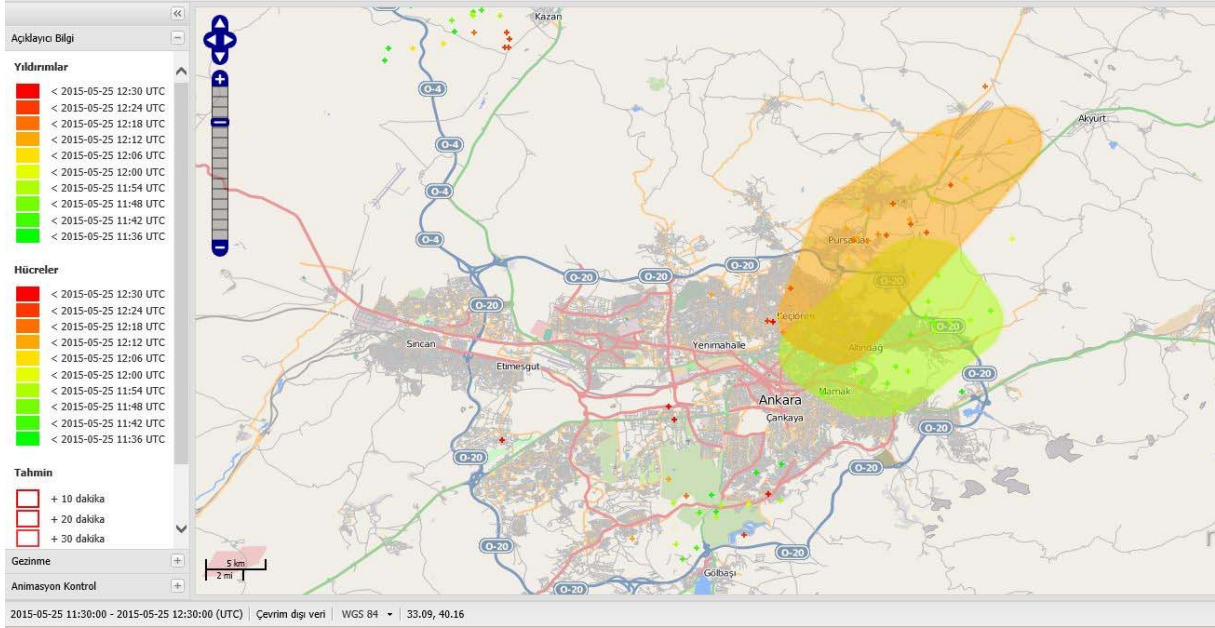 Açıklayıcı Bilgi
Yıldırımlar
< 2015-05-25 12:30 UTC
< 2015-05-25 12:24 UTC
< 2015-05-25 12:18 UTC
< 2015-05-25 12:12 UTC
< 2015-05-25 12:06 UTC
< 2015-05-25 12:00 UTC
< 2015-05-25 11:54 UTC
< 2015-05-25 11:48 UTC
< 2015-05-25 11:42 UTC
< 2015-05-25 11:36 UTC
Hücreler
< 2015-05-25 12:30 UTC
< 2015-05-25 12:24 UTC
< 2015-05-25 12:18 UTC
< 2015-05-25 12:12 UTC
< 2015-05-25 12:06 UTC
< 2015-05-25 12:00 UTC
< 2015-05-25 11:54 UTC
< 2015-05-25 11:48 UTC
< 2015-05-25 11:42 UTC
< 2015-05-25 11:36 UTC
Tahmin
+ 10 dakika
+ 20 dakika
+ 30 dakika
Gezinme
Animasyon Kontrol
Kazan
O-4
Akyurt
O-4
O-4
O-4
Pursaklar
O-20
O-20
O-20
O-20
O-20
Keçiören
O-20
Sincan
Yenimahalle
Altındağ
Etimesgut
O-20
Mamak
Ankara
Çankaya
O-20
O-20
O-20
O-20
O-20
Gölbaşı
O-20
5 km
2 mi
2015-05-25 11:30:00 - 2015-05-25 12:30:00 (UTC)
Çevrim dışı veri
WGS 84
33.09, 40.16